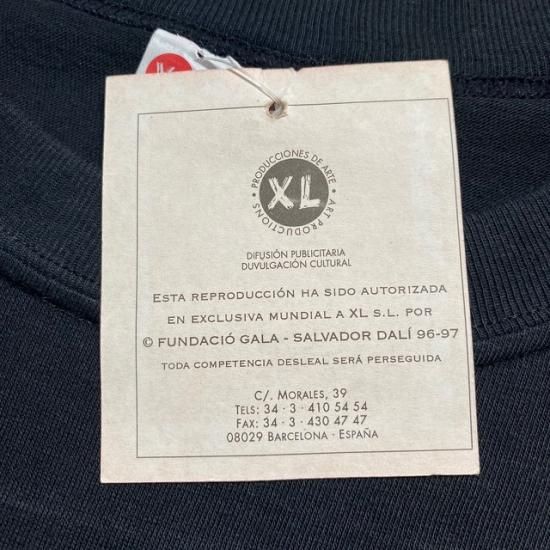 PRODUCCIONES DE ARTE
XL
ART PRODUCTIONS
DIFUSIÓN PUBLICITARIA
DUVULGACIÓN CULTURAL
ESTA REPRODUCCIÓN HA SIDO AUTORIZADA
EN EXCLUSIVA MUNDIAL A XL S.L. POR
© FUNDACIÓ GALA - SALVADOR DALÍ 96-97
TODA COMPETENCIA DESLEAL SERÁ PERSEGUIDA
C/. MORALES, 39
TELS: 34 · 3 · 410 54 54
FAX: 34 · 3 · 430 47 47
08029 BARCELONA · ESPAÑA